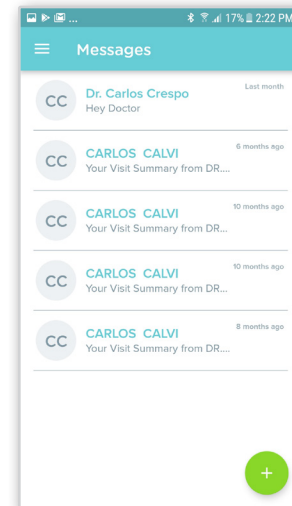 ... 17% 2:22 PM
Messages
CC Dr. Carlos Crespo Last month
Hey Doctor
CC CARLOS CALVI 6 months ago
Your Visit Summary from DR....
CC CARLOS CALVI 10 months ago
Your Visit Summary from DR...
CC CARLOS CALVI 10 months ago
Your Visit Summary from DR...
CC CARLOS CALVI 8 months ago
Your Visit Summary from DR....
+